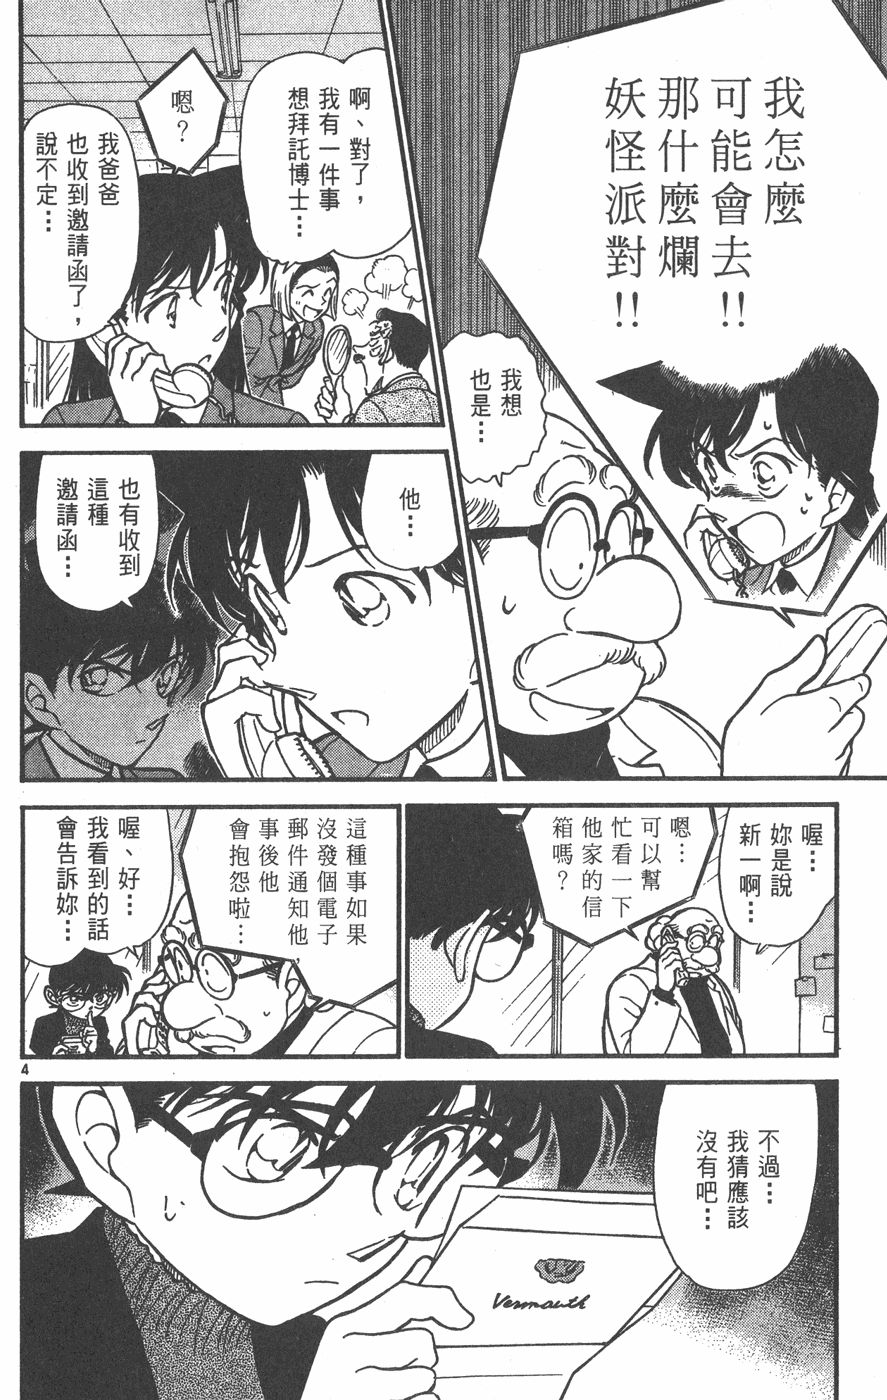 我怎麼
可能會去!!
那什麼爛
妖怪派對!!
我想
也是…
啊、對了，
我有一件事
想拜託博士…
嗯？
我爸爸
也收到邀請函了，
說不定…
他…
也有收到
這種
邀請函…
喔…
妳是說
新一啊…
嗯…
可以幫
忙看一下
他家的信
箱嗎？
這種事如果
沒發個電子
郵件通知他，
事後他
會抱怨啦…
喔、好…
我看到的話
會告訴妳…
4
不過…
我猜應該
沒有吧…
Vermouth